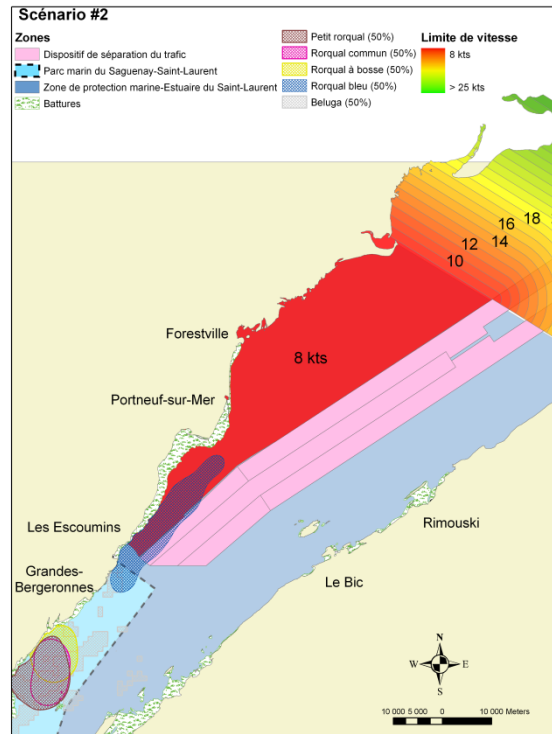 Scénario #2
Zones
Dispositif de séparation du trafic
Parc marin du Saguenay-Saint-Laurent
Zone de protection marine-Estuaire du Saint-Laurent
Battures
Petit rorqual (50%)
Rorqual commun (50%)
Rorqual à bosse (50%)
Rorqual bleu (50%)
Beluga (50%)
Limite de vitesse
8 kts
> 25 kts
18
16
14
12
10
Forestville
8 kts
Portneuf-sur-Mer
Les Escoumins
Rimouski
Grandes-
Bergeronnes
Le Bic
N
W E
S
10 000 5 000 0 10 000 Meters